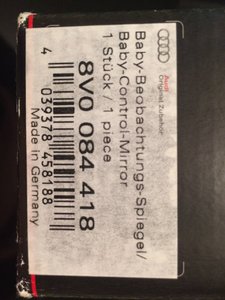 Audi
Original Zubehör
Baby-Beobachtungs-Spiegel/
Baby-Control-Mirror
1 Stück / 1 piece
8V0 084 418
4 039378 458188
Made in Germany